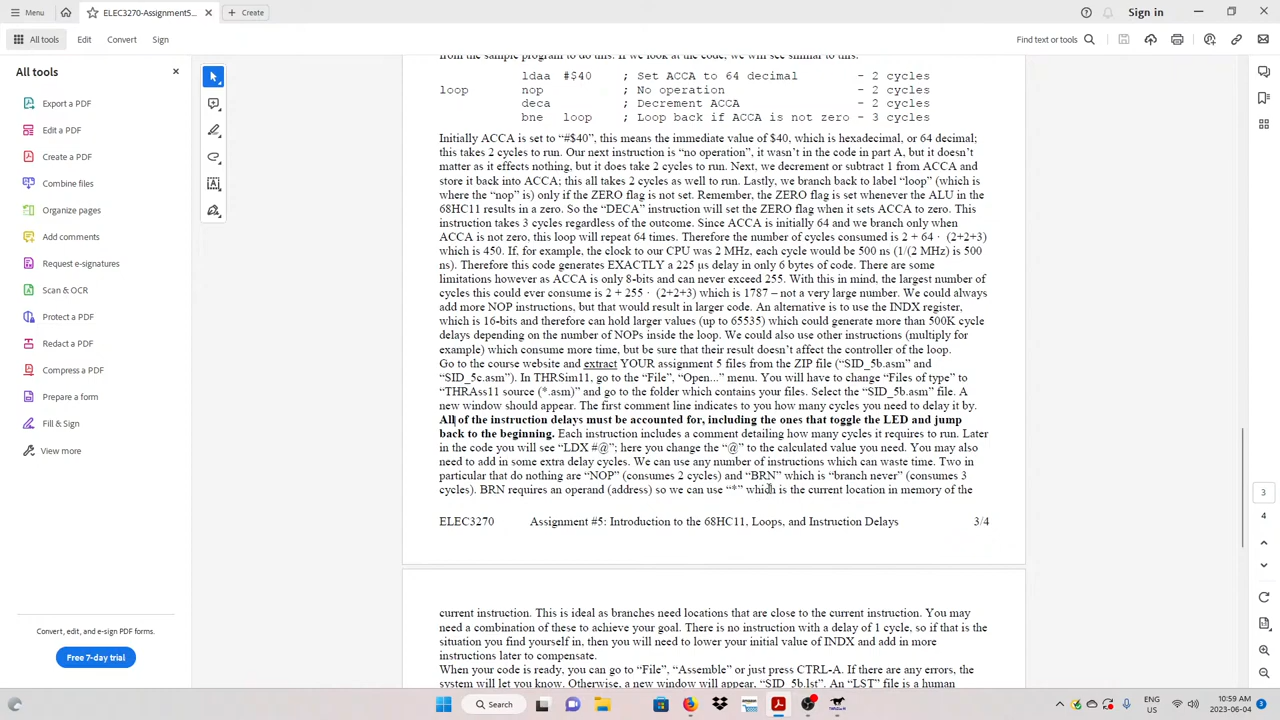 Menu
ELEC3270-AssignmentS...
Create
Sign in
All tools
Edit
Convert
Sign
Find text or tools
All tools
Export a PDF
Edit a PDF
Create a PDF
Combine files
Organize pages
Add comments
Request e-signatures
Scan & OCR
Protect a PDF
Redact a PDF
Compress a PDF
Prepare a form
Fill & Sign
View more
Convert, edit, and e-sign PDF forms.
Free 7-day trial
from the sample program to do this. If we look at the code, we will see similar to this:
ldaa #$40 ; Set ACCA to 64 decimal - 2 cycles
loop nop ; No operation - 2 cycles
deca ; Decrement ACCA - 2 cycles
bne loop ; Loop back if ACCA is not zero - 3 cycles
Initially ACCA is set to “#$40”, this means the immediate value of $40, which is hexadecimal, or 64 decimal;
this takes 2 cycles to run. Our next instruction is “no operation”, it wasn’t in the code in part A, but it doesn’t
matter as it effects nothing, but it does take 2 cycles to run. Next, we decrement or subtract 1 from ACCA and
store it back into ACCA; this all takes 2 cycles as well to run. Lastly, we branch back to label “loop” (which is
where the “nop” is) only if the ZERO flag is not set. Remember, the ZERO flag is set whenever the ALU in the
68HC11 results in a zero. So the “DECA” instruction will set the ZERO flag when it sets ACCA to zero. This
instruction takes 3 cycles regardless of the outcome. Since ACCA is initially 64 and we branch only when
ACCA is not zero, this loop will repeat 64 times. Therefore the number of cycles consumed is 2 + 64 · (2+2+3)
which is 450. If, for example, the clock to our CPU was 2 MHz, each cycle would be 500 ns (1/(2 MHz) is 500
ns). Therefore this code generates EXACTLY a 225 μs delay in only 6 bytes of code. There are some
limitations however as ACCA is only 8-bits and can never exceed 255. With this in mind, the largest number of
cycles this could ever consume is 2 + 255 · (2+2+3) which is 1787 – not a very large number. We could always
add more NOP instructions, but that would result in larger code. An alternative is to use the INDX register,
which is 16-bits and therefore can hold larger values (up to 65535) which could generate more than 500K cycle
delays depending on the number of NOPs inside the loop. We could also use other instructions (multiply for
example) which consume more time, but be sure that their result doesn’t affect the controller of the loop.
Go to the course website and extract YOUR assignment 5 files from the ZIP file (“SID_5b.asm” and
“SID_5c.asm”). In THRSim11, go to the “File”, “Open...” menu. You will have to change “Files of type” to
“THRAss11 source (*.asm)” and go to the folder which contains your files. Select the “SID_5b.asm” file. A
new window should appear. The first comment line indicates to you how many cycles you need to delay it by.
All of the instruction delays must be accounted for, including the ones that toggle the LED and jump
back to the beginning. Each instruction includes a comment detailing how many cycles it requires to run. Later
in the code you will see “LDX #@”; here you change the “@” to the calculated value you need. You may also
need to add in some extra delay cycles. We can use any number of instructions which can waste time. Two in
particular that do nothing are “NOP” (consumes 2 cycles) and “BRN” which is “branch never” (consumes 3
cycles). BRN requires an operand (address) so we can use “*” which is the current location in memory of the
ELEC3270 Assignment #5: Introduction to the 68HC11, Loops, and Instruction Delays 3/4
current instruction. This is ideal as branches need locations that are close to the current instruction. You may
need a combination of these to achieve your goal. There is no instruction with a delay of 1 cycle, so if that is the
situation you find yourself in, then you will need to lower your initial value of INDX and add in more
instructions later to compensate.
When your code is ready, you can go to “File”, “Assemble” or just press CTRL-A. If there are any errors, the
system will let you know. Otherwise, a new window will appear, “SID_5b.lst”. An “LST” file is a human
3
4
Search
ENG
US
10:59 AM
2023-06-04
3